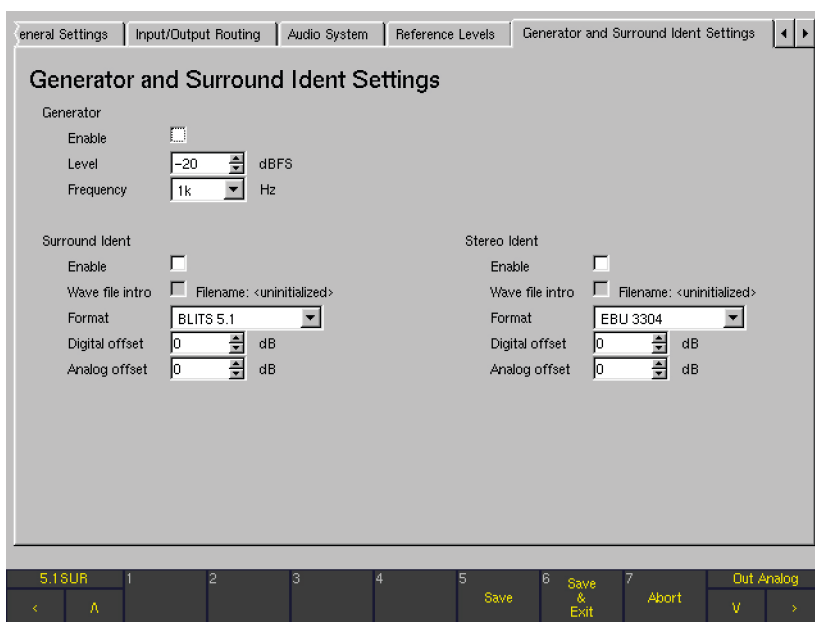 eneral Settings Input/Output Routing Audio System Reference Levels Generator and Surround Ident Settings
Generator and Surround Ident Settings
Generator
Enable
Level -20 dBFS
Frequency 1k Hz
Surround Ident
Enable
Wave file intro Filename: <uninitialized>
Format BLITS 5.1
Digital offset 0 dB
Analog offset 0 dB
Stereo Ident
Enable
Wave file intro Filename: <uninitialized>
Format EBU 3304
Digital offset 0 dB
Analog offset 0 dB
5.1SUR 1 2 3 4 5 Save 6 Save & Exit 7 Abort Out Analog
< Λ V >